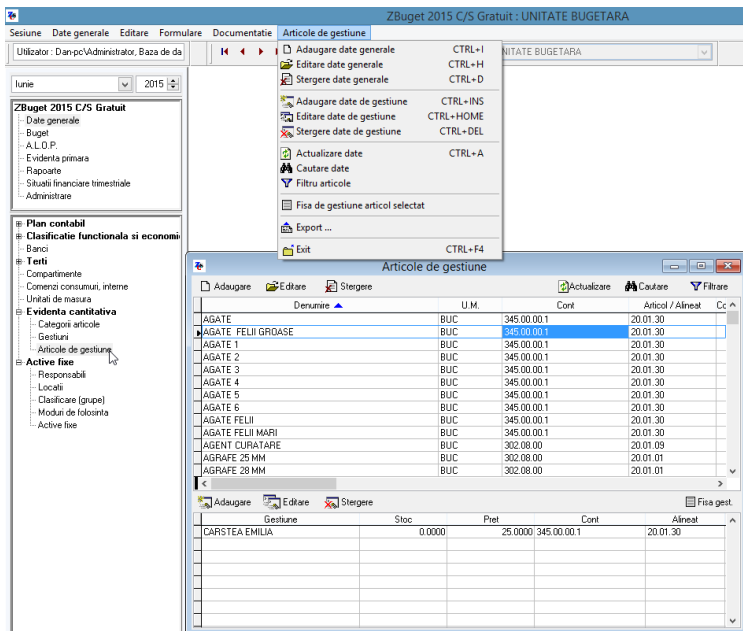 ZBuget 2015 C/S Gratuit : UNITATE BUGETARA
Sesiune Date generale Editare Formulare Documentatie Articole de gestiune
Utilizator : Dan-pc\Administrator, Baza de da
NITATE BUGETARA
Adaugare date generale CTRL+I
Editare date generale CTRL+H
Stergere date generale CTRL+D
Adaugare date de gestiune CTRL+INS
Editare date de gestiune CTRL+HOME
Stergere date de gestiune CTRL+DEL
Actualizare date CTRL+A
Cautare date
Filtru articole
Fisa de gestiune articol selectat
Export ...
Exit CTRL+F4
Iunie 2015
ZBuget 2015 C/S Gratuit
Date generale
Buget
A.L.O.P.
Evidenta primara
Rapoarte
Situatii financiare trimestriale
Administrare
Plan contabil
Clasificatie functionala si economi
Banci
Terti
Compartimente
Comenzi consumuri, interne
Unitati de masura
Evidenta cantitativa
Categorii articole
Gestiuni
Articole de gestiune
Active fixe
Responsabili
Locatii
Clasificare (grupe)
Moduri de folosinta
Active fixe
Articole de gestiune
Adaugare Editare Stergere Actualizare Cautare Filtrare
Denumire U.M. Cont Articol / Alineat Co
AGATE BUC 345.00.00.1 20.01.30
AGATE FELII GROASE BUC 345.00.00.1 20.01.30
AGATE 1 BUC 345.00.00.1 20.01.30
AGATE 2 BUC 345.00.00.1 20.01.30
AGATE 3 BUC 345.00.00.1 20.01.30
AGATE 4 BUC 345.00.00.1 20.01.30
AGATE 5 BUC 345.00.00.1 20.01.30
AGATE 6 BUC 345.00.00.1 20.01.30
AGATE FELII BUC 345.00.00.1 20.01.30
AGATE FELII MARI BUC 345.00.00.1 20.01.30
AGENT CURATARE BUC 302.08.00 20.01.09
AGRAFE 25 MM BUC 302.08.00 20.01.01
AGRAFE 28 MM BUC 302.08.00 20.01.01
Adaugare Editare Stergere Fisa gest.
Gestiune Stoc Pret Cont Alineat
CARSTEA EMILIA 0.0000 25.0000 345.00.00.1 20.01.30